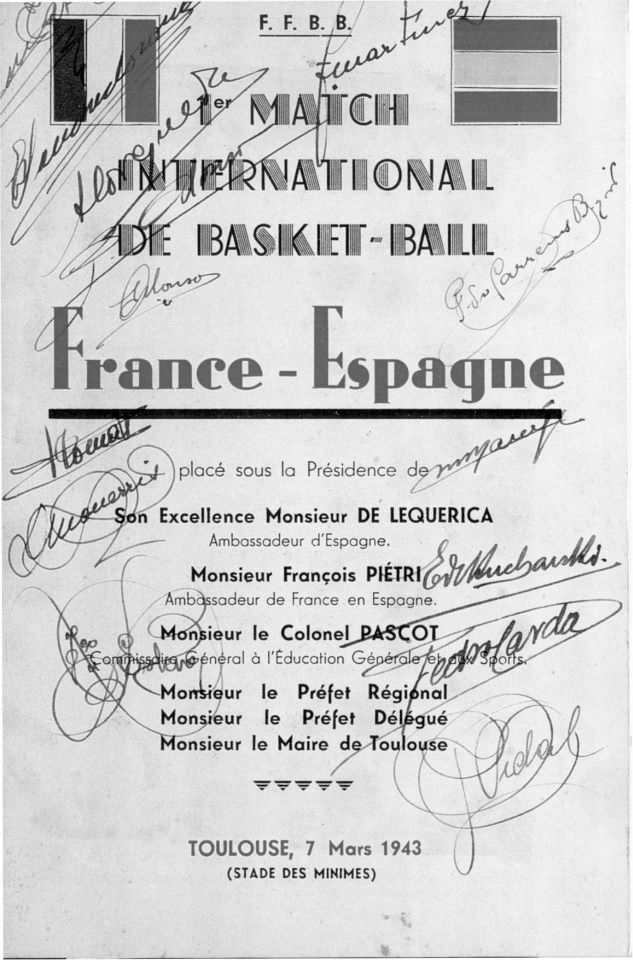 F. F. B. B.
1er MATCH
INTERNATIONAL
DE BASKET-BALL
Alonso
France - Espagne
placé sous la Présidence de
Son Excellence Monsieur DE LEQUERICA
Ambassadeur d'Espagne.
Monsieur François PIÉTRI
Ambassadeur de France en Espagne.
Monsieur le Colonel PASCOT
Commissaire Général à l'Éducation Générale et aux Sports.
Monsieur le Préfet Régional
Monsieur le Préfet Délégué
Monsieur le Maire de Toulouse
Vidal
TOULOUSE, 7 Mars 1943
(STADE DES MINIMES)